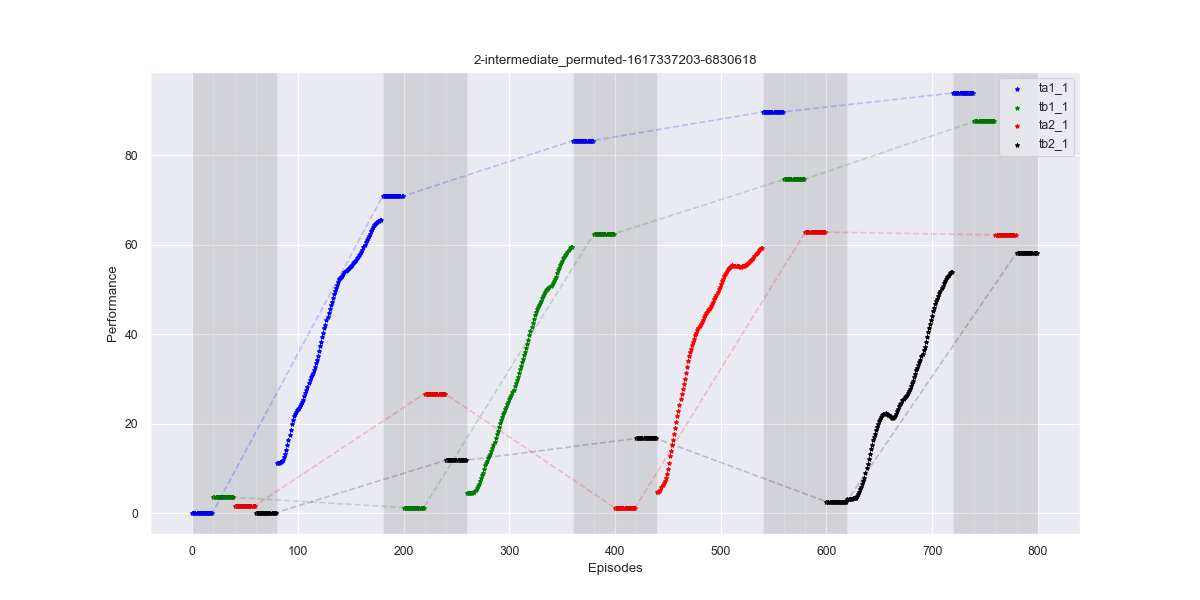 2-intermediate_permuted-1617337203-6830618
ta1_1
tb1_1
ta2_1
tb2_1
Performance
80
60
40
20
0
0 100 200 300 400 500 600 700 800
Episodes